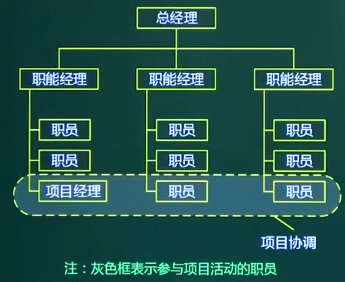 总经理
职能经理 职能经理 职能经理
职员 职员 职员
职员 职员 职员
项目经理 职员 职员
项目协调
注：灰色框表示参与项目活动的职员